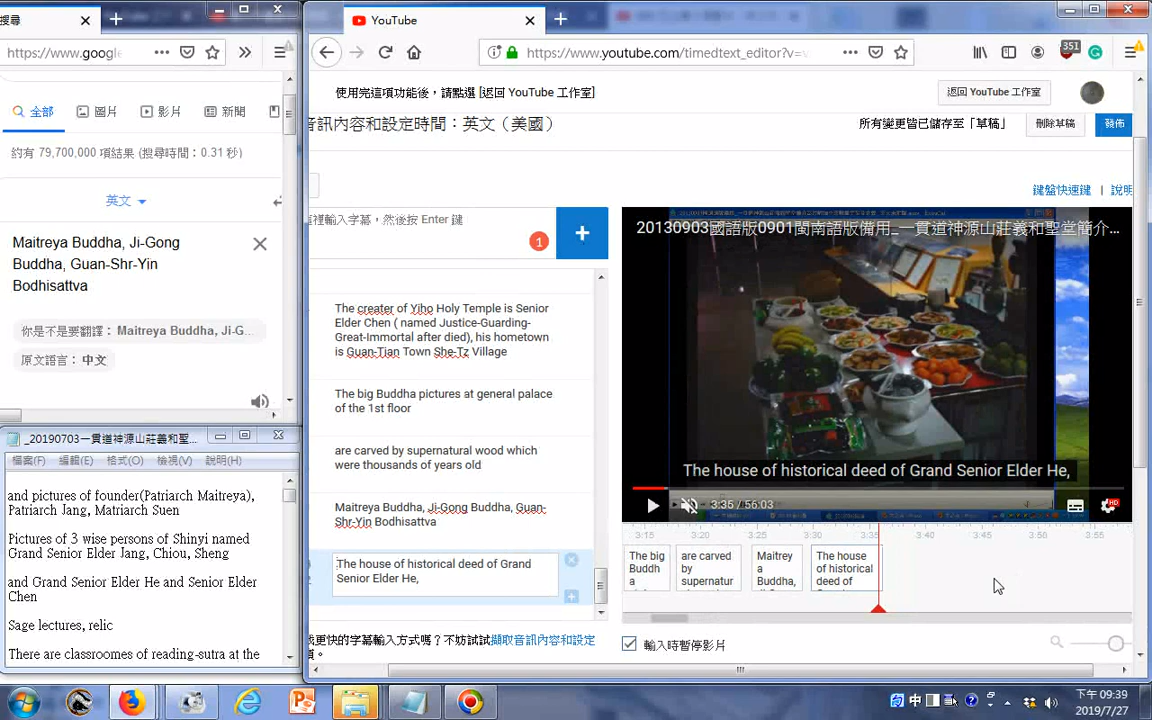 搜尋
https://www.google
全部
圖片
影片
新聞
約有 79,700,000 項結果 (搜尋時間：0.31 秒)
英文
Maitreya Buddha, Ji-Gong
Buddha, Guan-Shr-Yin
Bodhisattva
你是不是要翻譯： Maitreya Buddha, Ji-G...
原文語言： 中文
_20190703一貫道神源山莊義和聖...
檔案(F) 編輯(E) 格式(O) 檢視(V) 說明(H)
and pictures of founder(Patriarch Maitreya),
Patriarch Jang, Matriarch Suen
Pictures of 3 wise persons of Shinyi named
Grand Senior Elder Jang, Chiou, Sheng
and Grand Senior Elder He and Senior Elder
Chen
Sage lectures, relic
There are classroomes of reading-sutra at the
YouTube
https://www.youtube.com/timedtext_editor?v=
351
使用完這項功能後，請點選 [返回 YouTube 工作室]
返回 YouTube 工作室
音訊內容和設定時間：英文（美國）
所有變更皆已儲存至「草稿」
刪除草稿
發佈
鍵盤快速鍵 | 說明
裡輸入字幕，然後按 Enter 鍵
1
+
The creater of Yiho Holy Temple is Senior
Elder Chen ( named Justice-Guarding-
Great-Immortal after died), his hometown
is Guan-Tian Town She-Tz Village
The big Buddha pictures at general palace
of the 1st floor
are carved by supernatural wood which
were thousands of years old
Maitreya Buddha, Ji-Gong Buddha, Guan-
Shr-Yin Bodhisattva
The house of historical deed of Grand
Senior Elder He,
更快的字幕輸入方式嗎？不妨試試擷取音訊內容和設定
。
20130903國語版0901閩南語版備用_一貫道神源山莊義和聖堂簡介...
The house of historical deed of Grand Senior Elder He,
3:35 / 56:03
HD
3:15 3:20 3:25 3:30 3:35 3:40 3:45 3:50 3:55
The big
Buddh
a
are carved
by
supernatur
Maitrey
a
Buddha,
The house
of historical
deed of
輸入時暫停影片
中
下午 09:39
2019/7/27